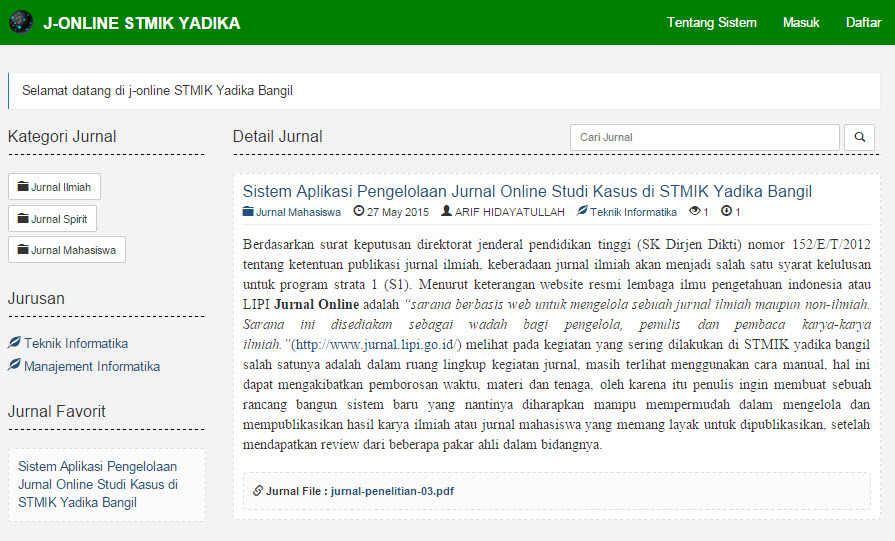 J-ONLINE STMIK YADIKA
Tentang Sistem Masuk Daftar
Selamat datang di j-online STMIK Yadika Bangil
Kategori Jurnal
Jurnal Ilmiah
Jurnal Spirit
Jurnal Mahasiswa
Jurusan
Teknik Informatika
Manajement Informatika
Jurnal Favorit
Sistem Aplikasi Pengelolaan
Jurnal Online Studi Kasus di
STMIK Yadika Bangil
Detail Jurnal
Cari Jurnal
Sistem Aplikasi Pengelolaan Jurnal Online Studi Kasus di STMIK Yadika Bangil
Jurnal Mahasiswa 27 May 2015 ARIF HIDAYATULLAH Teknik Informatika 1 1
Berdasarkan surat keputusan direktorat jenderal pendidikan tinggi (SK Dirjen Dikti) nomor 152/E/T/2012
tentang ketentuan publikasi jurnal ilmiah, keberadaan jurnal ilmiah akan menjadi salah satu syarat kelulusan
untuk program strata 1 (S1). Menurut keterangan website resmi lembaga ilmu pengetahuan indonesia atau
LIPI Jurnal Online adalah “sarana berbasis web untuk mengelola sebuah jurnal ilmiah maupun non-ilmiah.
Sarana ini disediakan sebagai wadah bagi pengelola, penulis dan pembaca karya-karya
ilmiah.”(http://www.jurnal.lipi.go.id/) melihat pada kegiatan yang sering dilakukan di STMIK yadika bangil
salah satunya adalah dalam ruang lingkup kegiatan jurnal, masih terlihat menggunakan cara manual, hal ini
dapat mengakibatkan pemborosan waktu, materi dan tenaga, oleh karena itu penulis ingin membuat sebuah
rancang bangun sistem baru yang nantinya diharapkan mampu mempermudah dalam mengelola dan
mempublikasikan hasil karya ilmiah atau jurnal mahasiswa yang memang layak untuk dipublikasikan, setelah
mendapatkan review dari beberapa pakar ahli dalam bidangnya.
Jurnal File : jurnal-penelitian-03.pdf